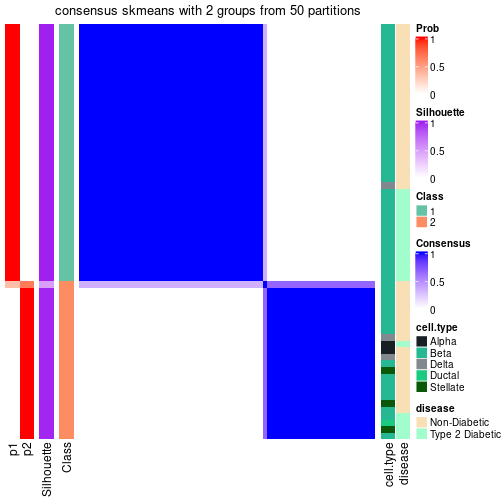 consensus skmeans with 2 groups from 50 partitions
Prob
1
0.5
0
Silhouette
1
0.5
0
Class
1
2
Consensus
1
0.5
0
cell.type
Alpha
Beta
Delta
Ductal
Stellate
disease
Non-Diabetic
Type 2 Diabetic
p1
p2
Silhouette
Class
cell.type
disease